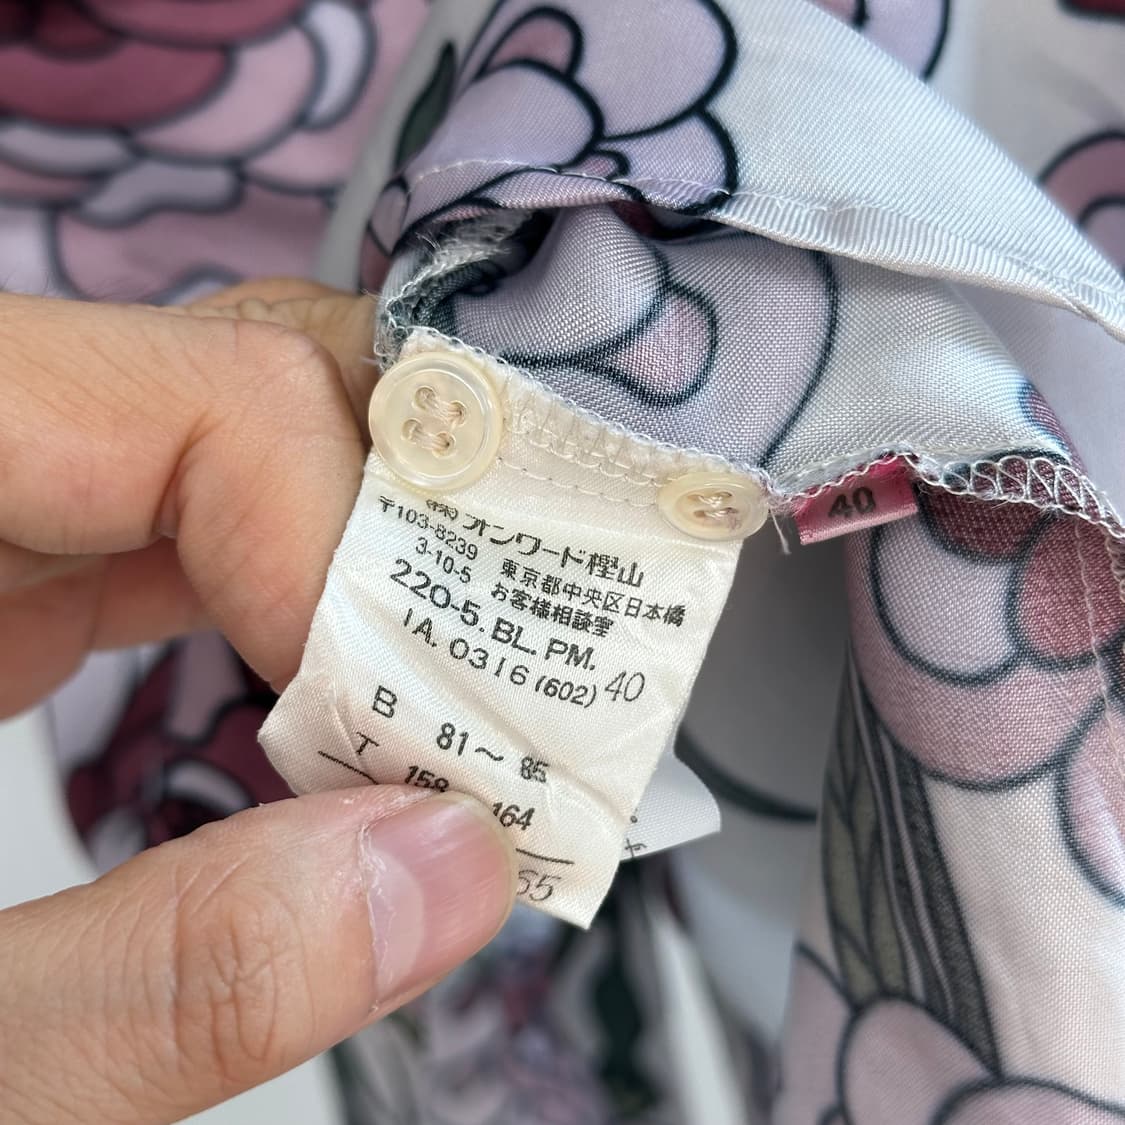 (株) オンワード樫山
〒103-8239 東京都中央区日本橋
3-10-5 お客様相談室
220-5. BL. PM.
1A. 0316 (602) 40
B 81～85
T 158 164
40